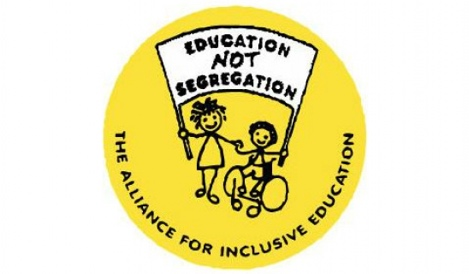 EDUCATION
NOT
SEGREGATION
THE ALLIANCE FOR INCLUSIVE EDUCATION